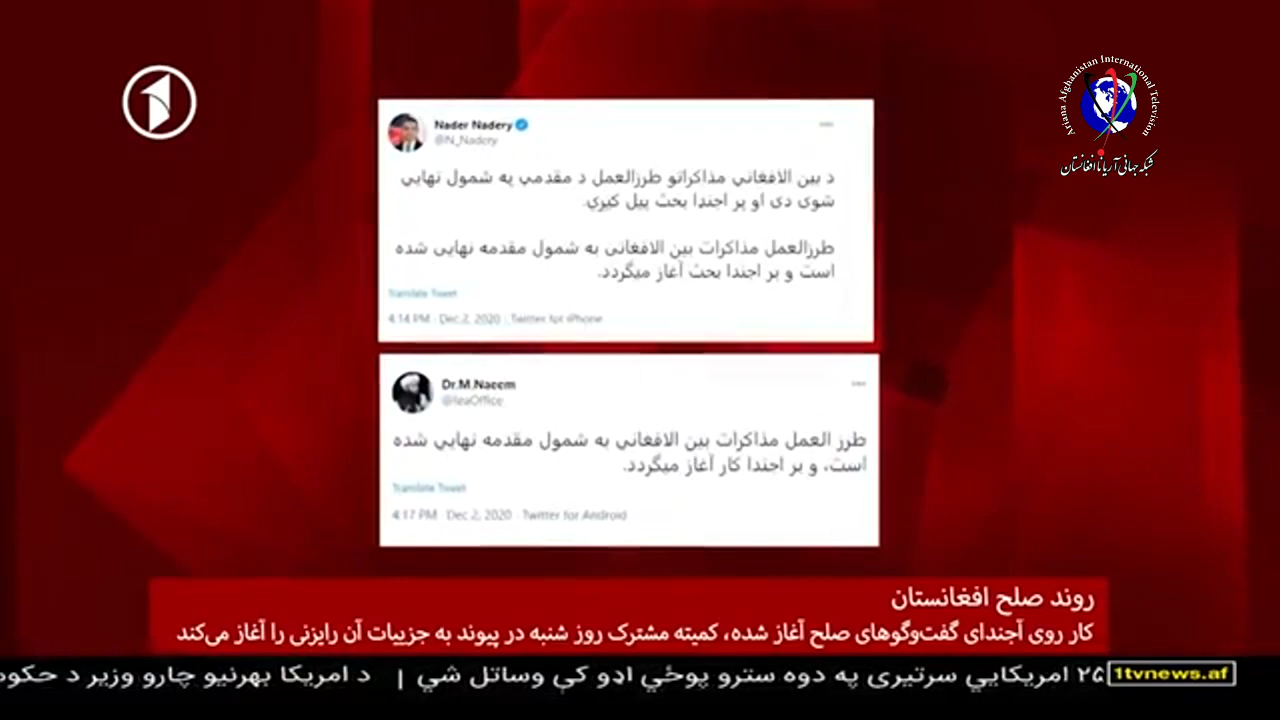 Ariana Afghanistan International Television
شبکه جهانی آریانا افغانستان
Nader Nadery
@N_Nadery
د بین الافغاني مذاکراتو طرزالعمل د مقدمې په شمول نهایي
شوی دی او پر اجنډا بحث پیل کیږي.
طرزالعمل مذاکرات بین الافغانی به شمول مقدمه نهایی شده
است و بر اجندا بحث آغاز میگردد.
Translate Tweet
4:14 PM · Dec 2, 2020 · Twitter for iPhone
Dr.M.Naeem
@IeaOffice
طرز العمل مذاکرات بین الافغانی به شمول مقدمه نهایی شده
است، و بر اجندا کار آغاز میگردد.
Translate Tweet
4:17 PM · Dec 2, 2020 · Twitter for Android
روند صلح افغانستان
کار روی آجندای گفت‌وگوهای صلح آغاز شده، کمیته مشترک روز شنبه در پیوند به جزییات آن رایزنی را آغاز می‌کند
1tvnews.af ۲۵ امریکایي سرتیری په دوه سترو پوځي اډو کې وساتل شي | د امریکا بهرنیو چارو وزیر د حکو